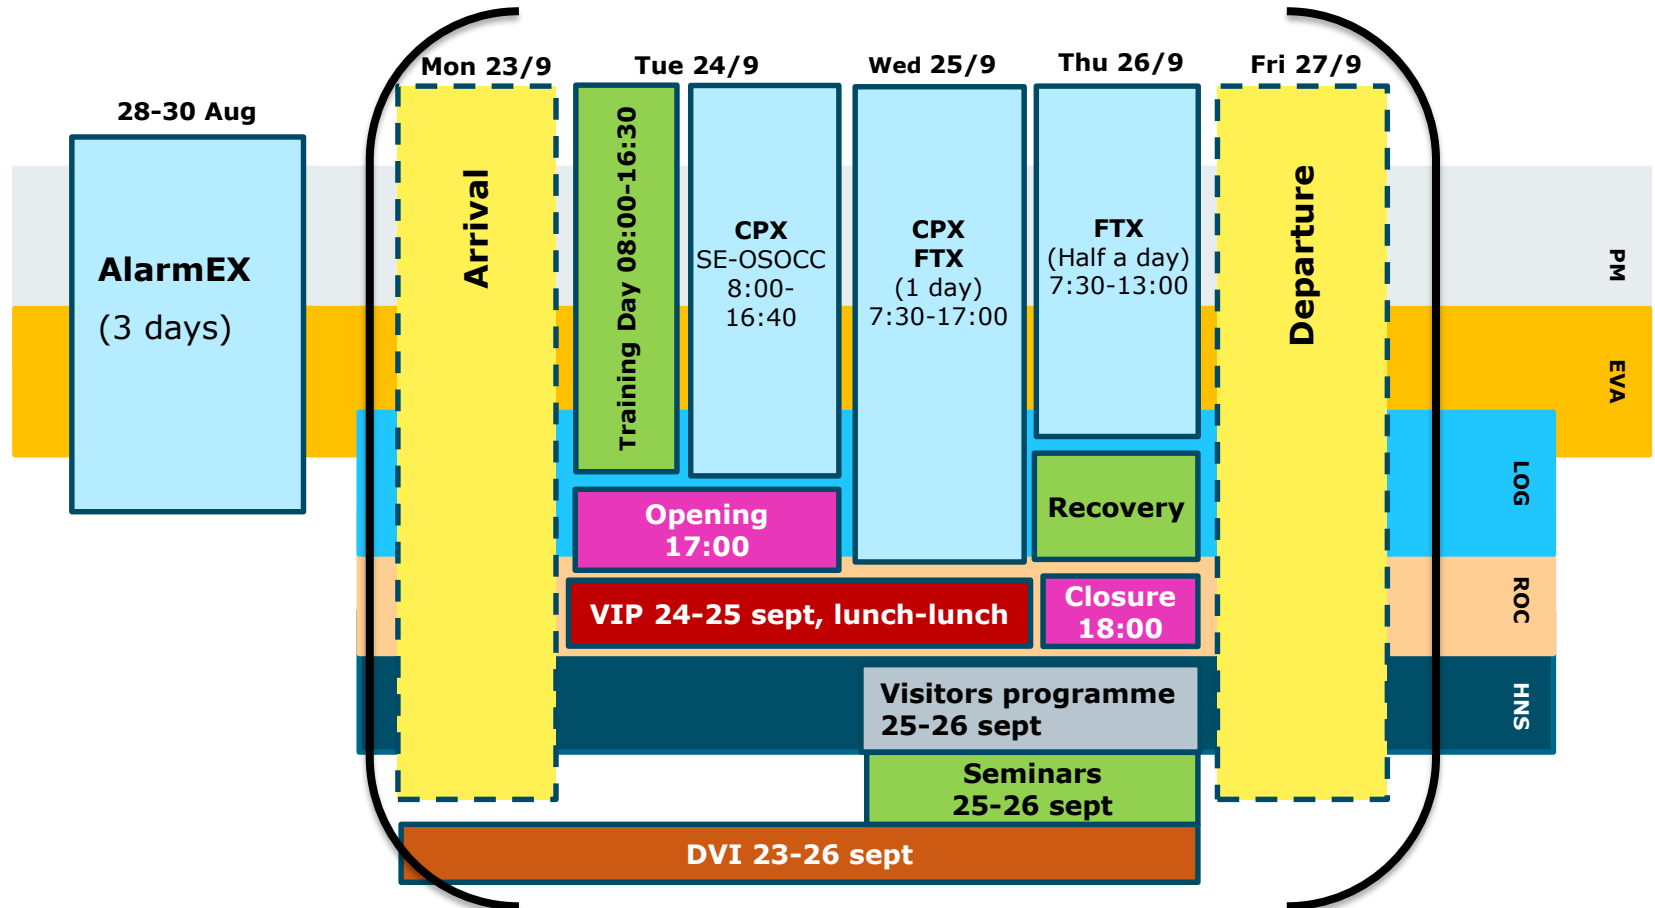 28-30 Aug
AlarmEX
(3 days)
Mon 23/9
Tue 24/9
Wed 25/9
Thu 26/9
Fri 27/9
Arrival
Training Day 08:00-16:30
CPX
SE-OSOCC
8:00-
16:40
CPX
FTX
(1 day)
7:30-17:00
FTX
(Half a day)
7:30-13:00
Departure
Opening
17:00
Recovery
VIP 24-25 sept, lunch-lunch
Closure
18:00
Visitors programme
25-26 sept
Seminars
25-26 sept
DVI 23-26 sept
PM
EVA
LOG
ROC
HNS